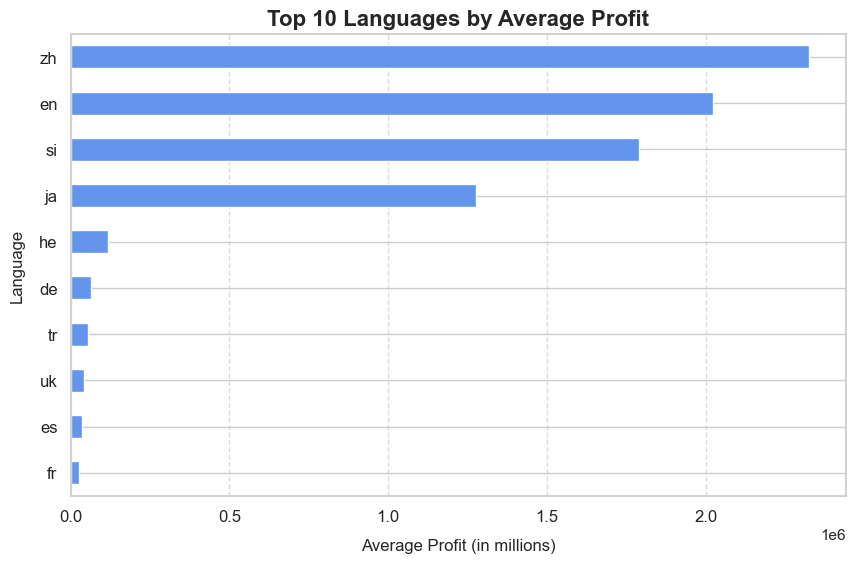 Top 10 Languages by Average Profit
zh
en
si
ja
he
de
tr
uk
es
fr
Language
0.0 0.5 1.0 1.5 2.0
1e6
Average Profit (in millions)